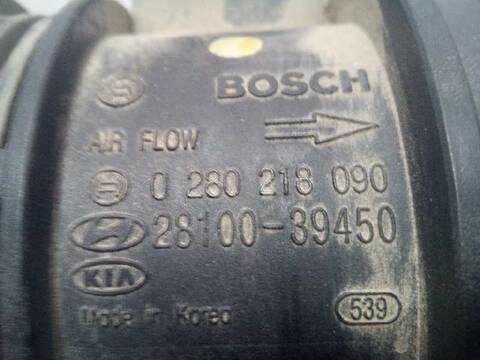 BOSCH
AIR FLOW
0 280 218 090
28100-39450
KIA
Made in Korea
539